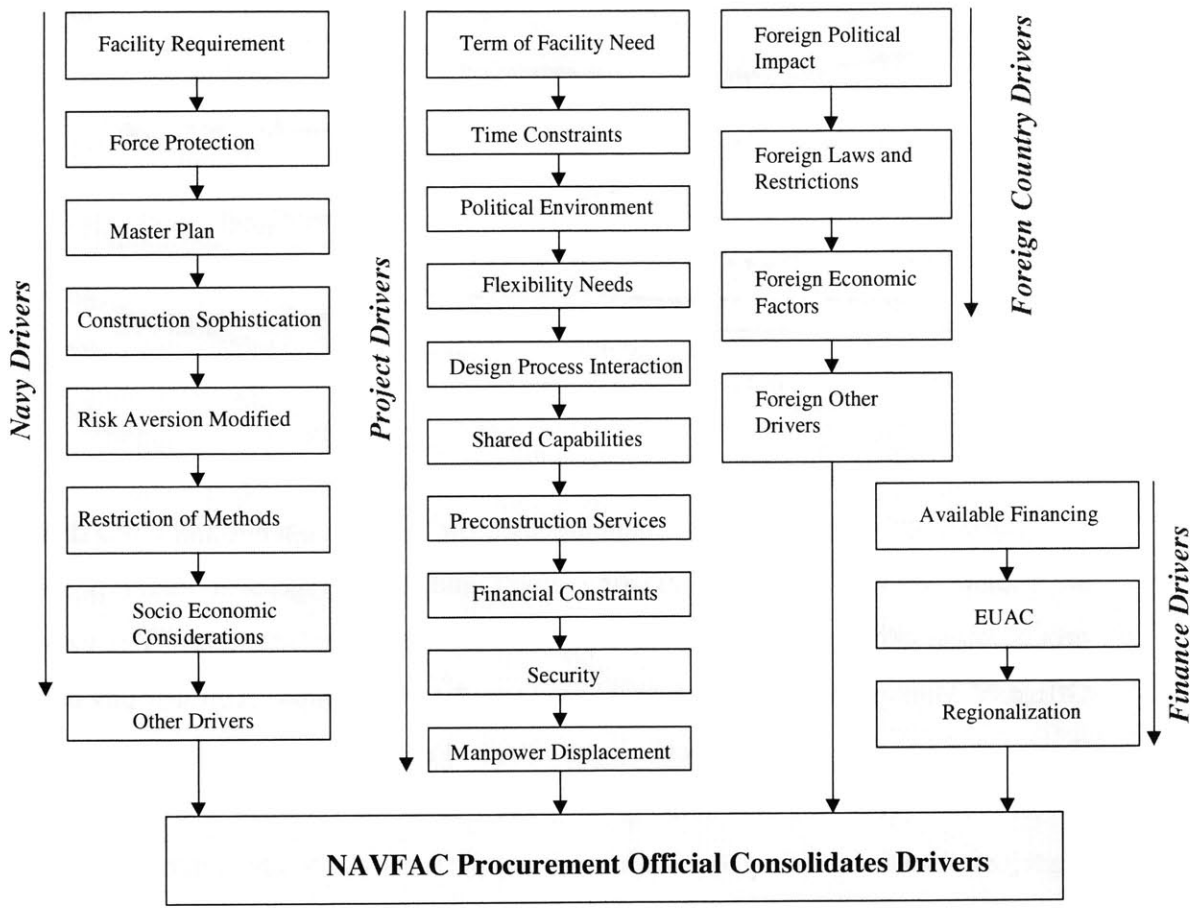 Navy Drivers
Facility Requirement
Force Protection
Master Plan
Construction Sophistication
Risk Aversion Modified
Restriction of Methods
Socio Economic
Considerations
Other Drivers
Project Drivers
Term of Facility Need
Time Constraints
Political Environment
Flexibility Needs
Design Process Interaction
Shared Capabilities
Preconstruction Services
Financial Constraints
Security
Manpower Displacement
Foreign Political
Impact
Foreign Laws and
Restrictions
Foreign Economic
Factors
Foreign Other
Drivers
Foreign Country Drivers
Available Financing
EUAC
Regionalization
Finance Drivers
NAVFAC Procurement Official Consolidates Drivers